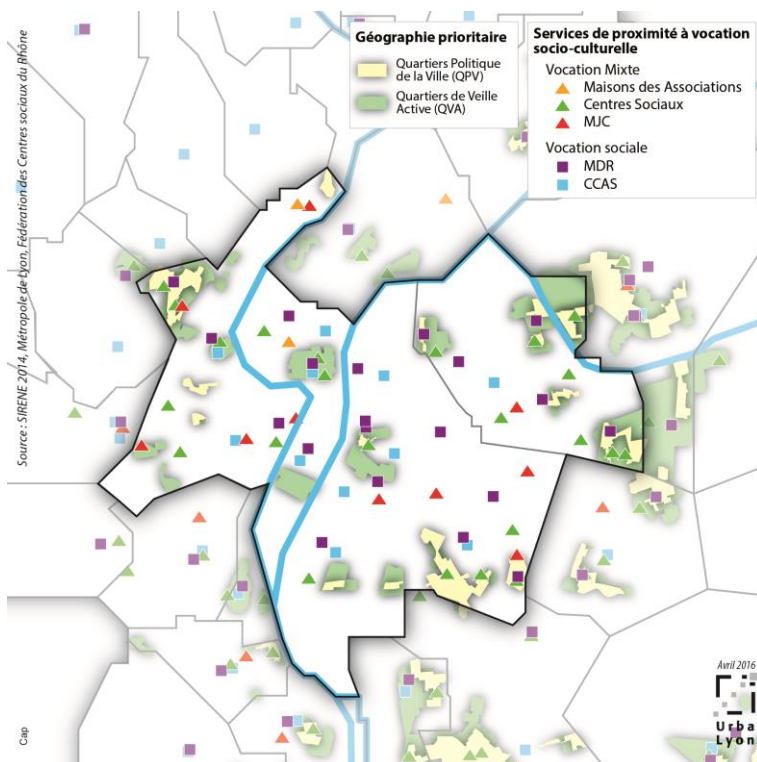 Géographie prioritaire
Quartiers Politique
de la Ville (QPV)
Quartiers de Veille
Active (QVA)
Services de proximité à vocation
socio-culturelle
Vocation Mixte
Maisons des Associations
Centres Sociaux
MJC
Vocation sociale
MDR
CCAS
Source : SIRENE 2014, Métropole de Lyon, Fédération des Centres sociaux du Rhône
Cap
Avril 2016
Urba
Lyon